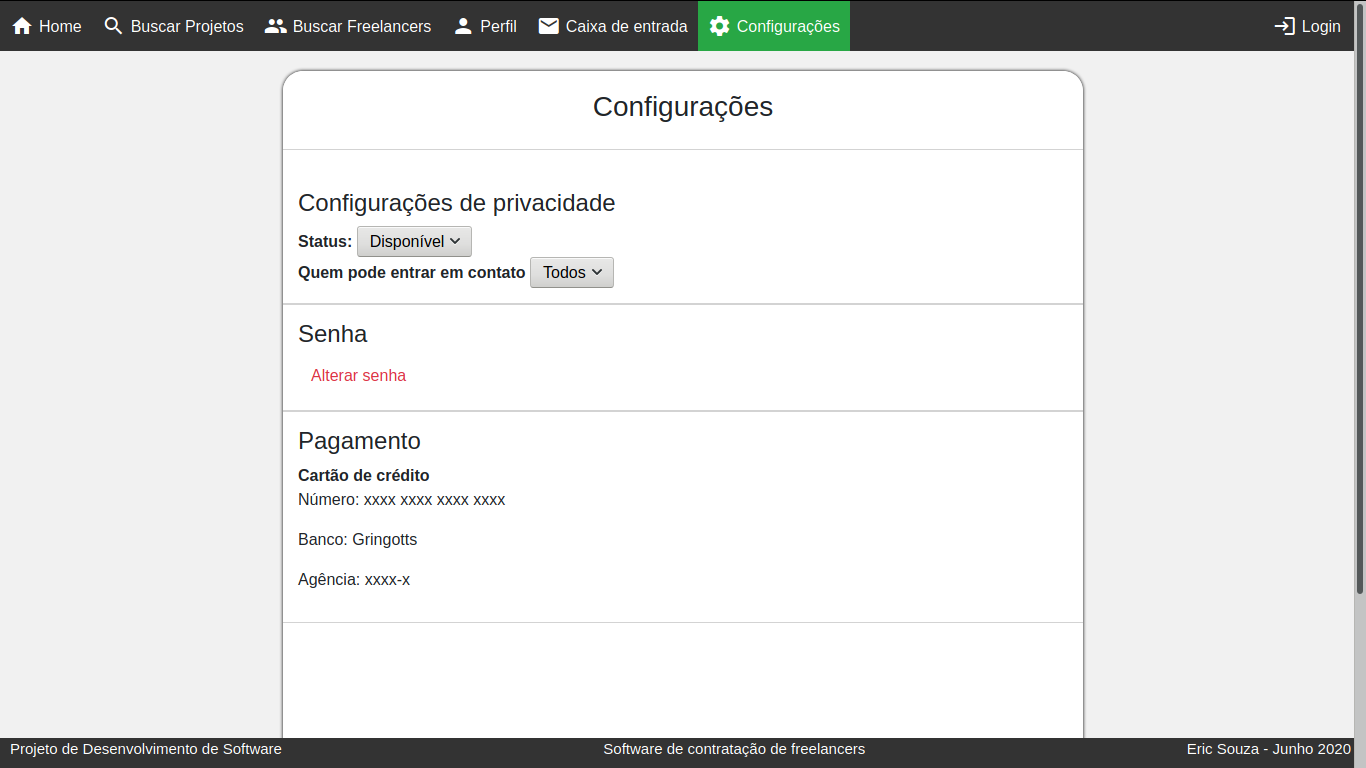 Home Buscar Projetos Buscar Freelancers Perfil Caixa de entrada Configurações Login
Configurações
Configurações de privacidade
Status: Disponível
Quem pode entrar em contato Todos
Senha
Alterar senha
Pagamento
Cartão de crédito
Número: xxxx xxxx xxxx xxxx
Banco: Gringotts
Agência: xxxx-x
Projeto de Desenvolvimento de Software Software de contratação de freelancers Eric Souza - Junho 2020